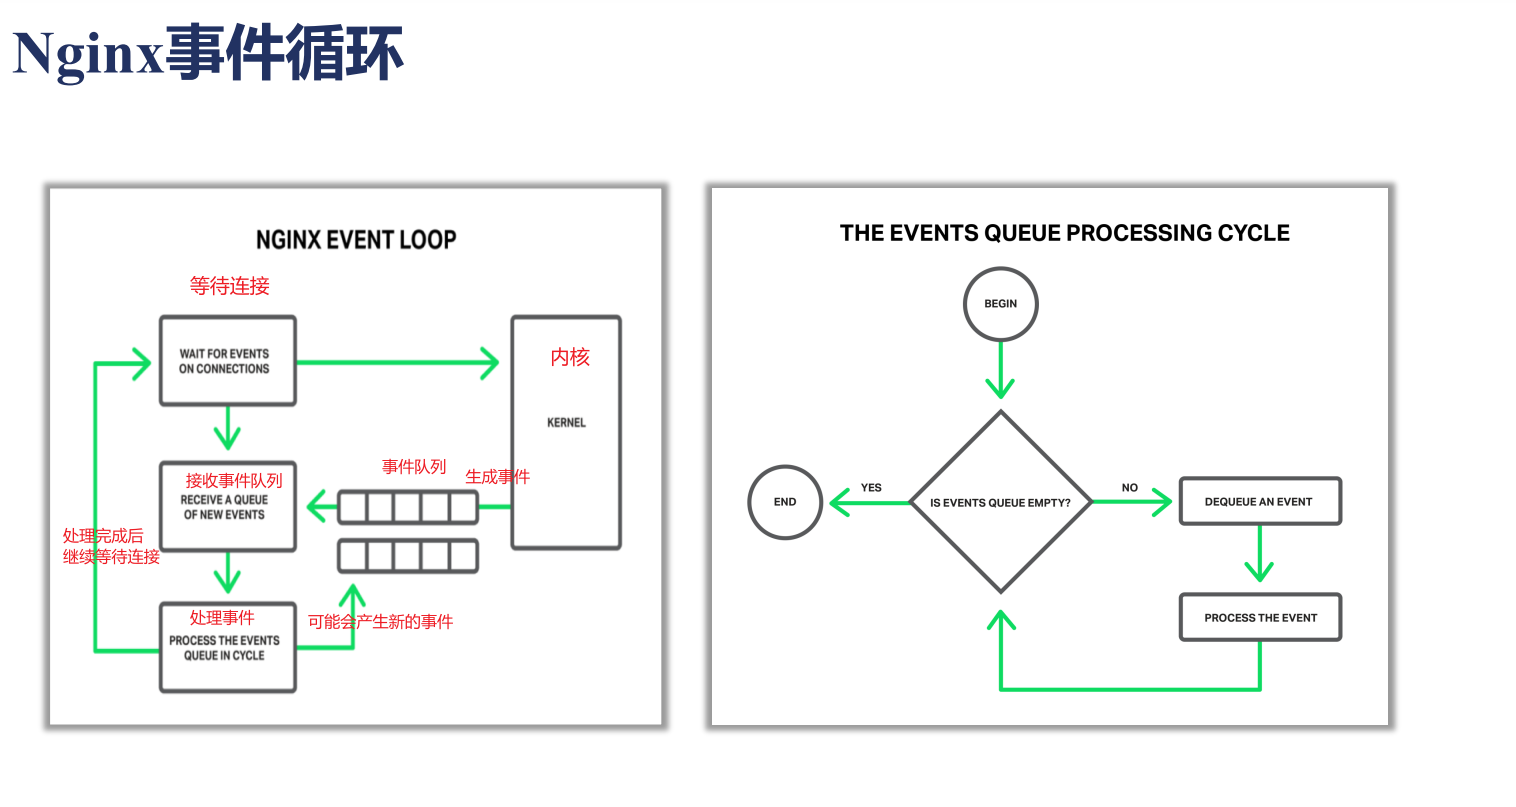 Nginx事件循环
NGINX EVENT LOOP
等待连接
WAIT FOR EVENTS
ON CONNECTIONS
内核
KERNEL
事件队列
生成事件
接收事件队列
RECEIVE A QUEUE
OF NEW EVENTS
处理完成后
继续等待连接
处理事件
PROCESS THE EVENTS
QUEUE IN CYCLE
可能会产生新的事件
THE EVENTS QUEUE PROCESSING CYCLE
BEGIN
END
YES
IS EVENTS QUEUE EMPTY?
NO
DEQUEUE AN EVENT
PROCESS THE EVENT